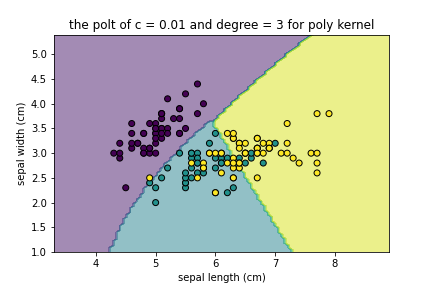 the polt of c = 0.01 and degree = 3 for poly kernel
sepal width (cm)
5.0
4.5
4.0
3.5
3.0
2.5
2.0
1.5
1.0
4 5 6 7 8
sepal length (cm)